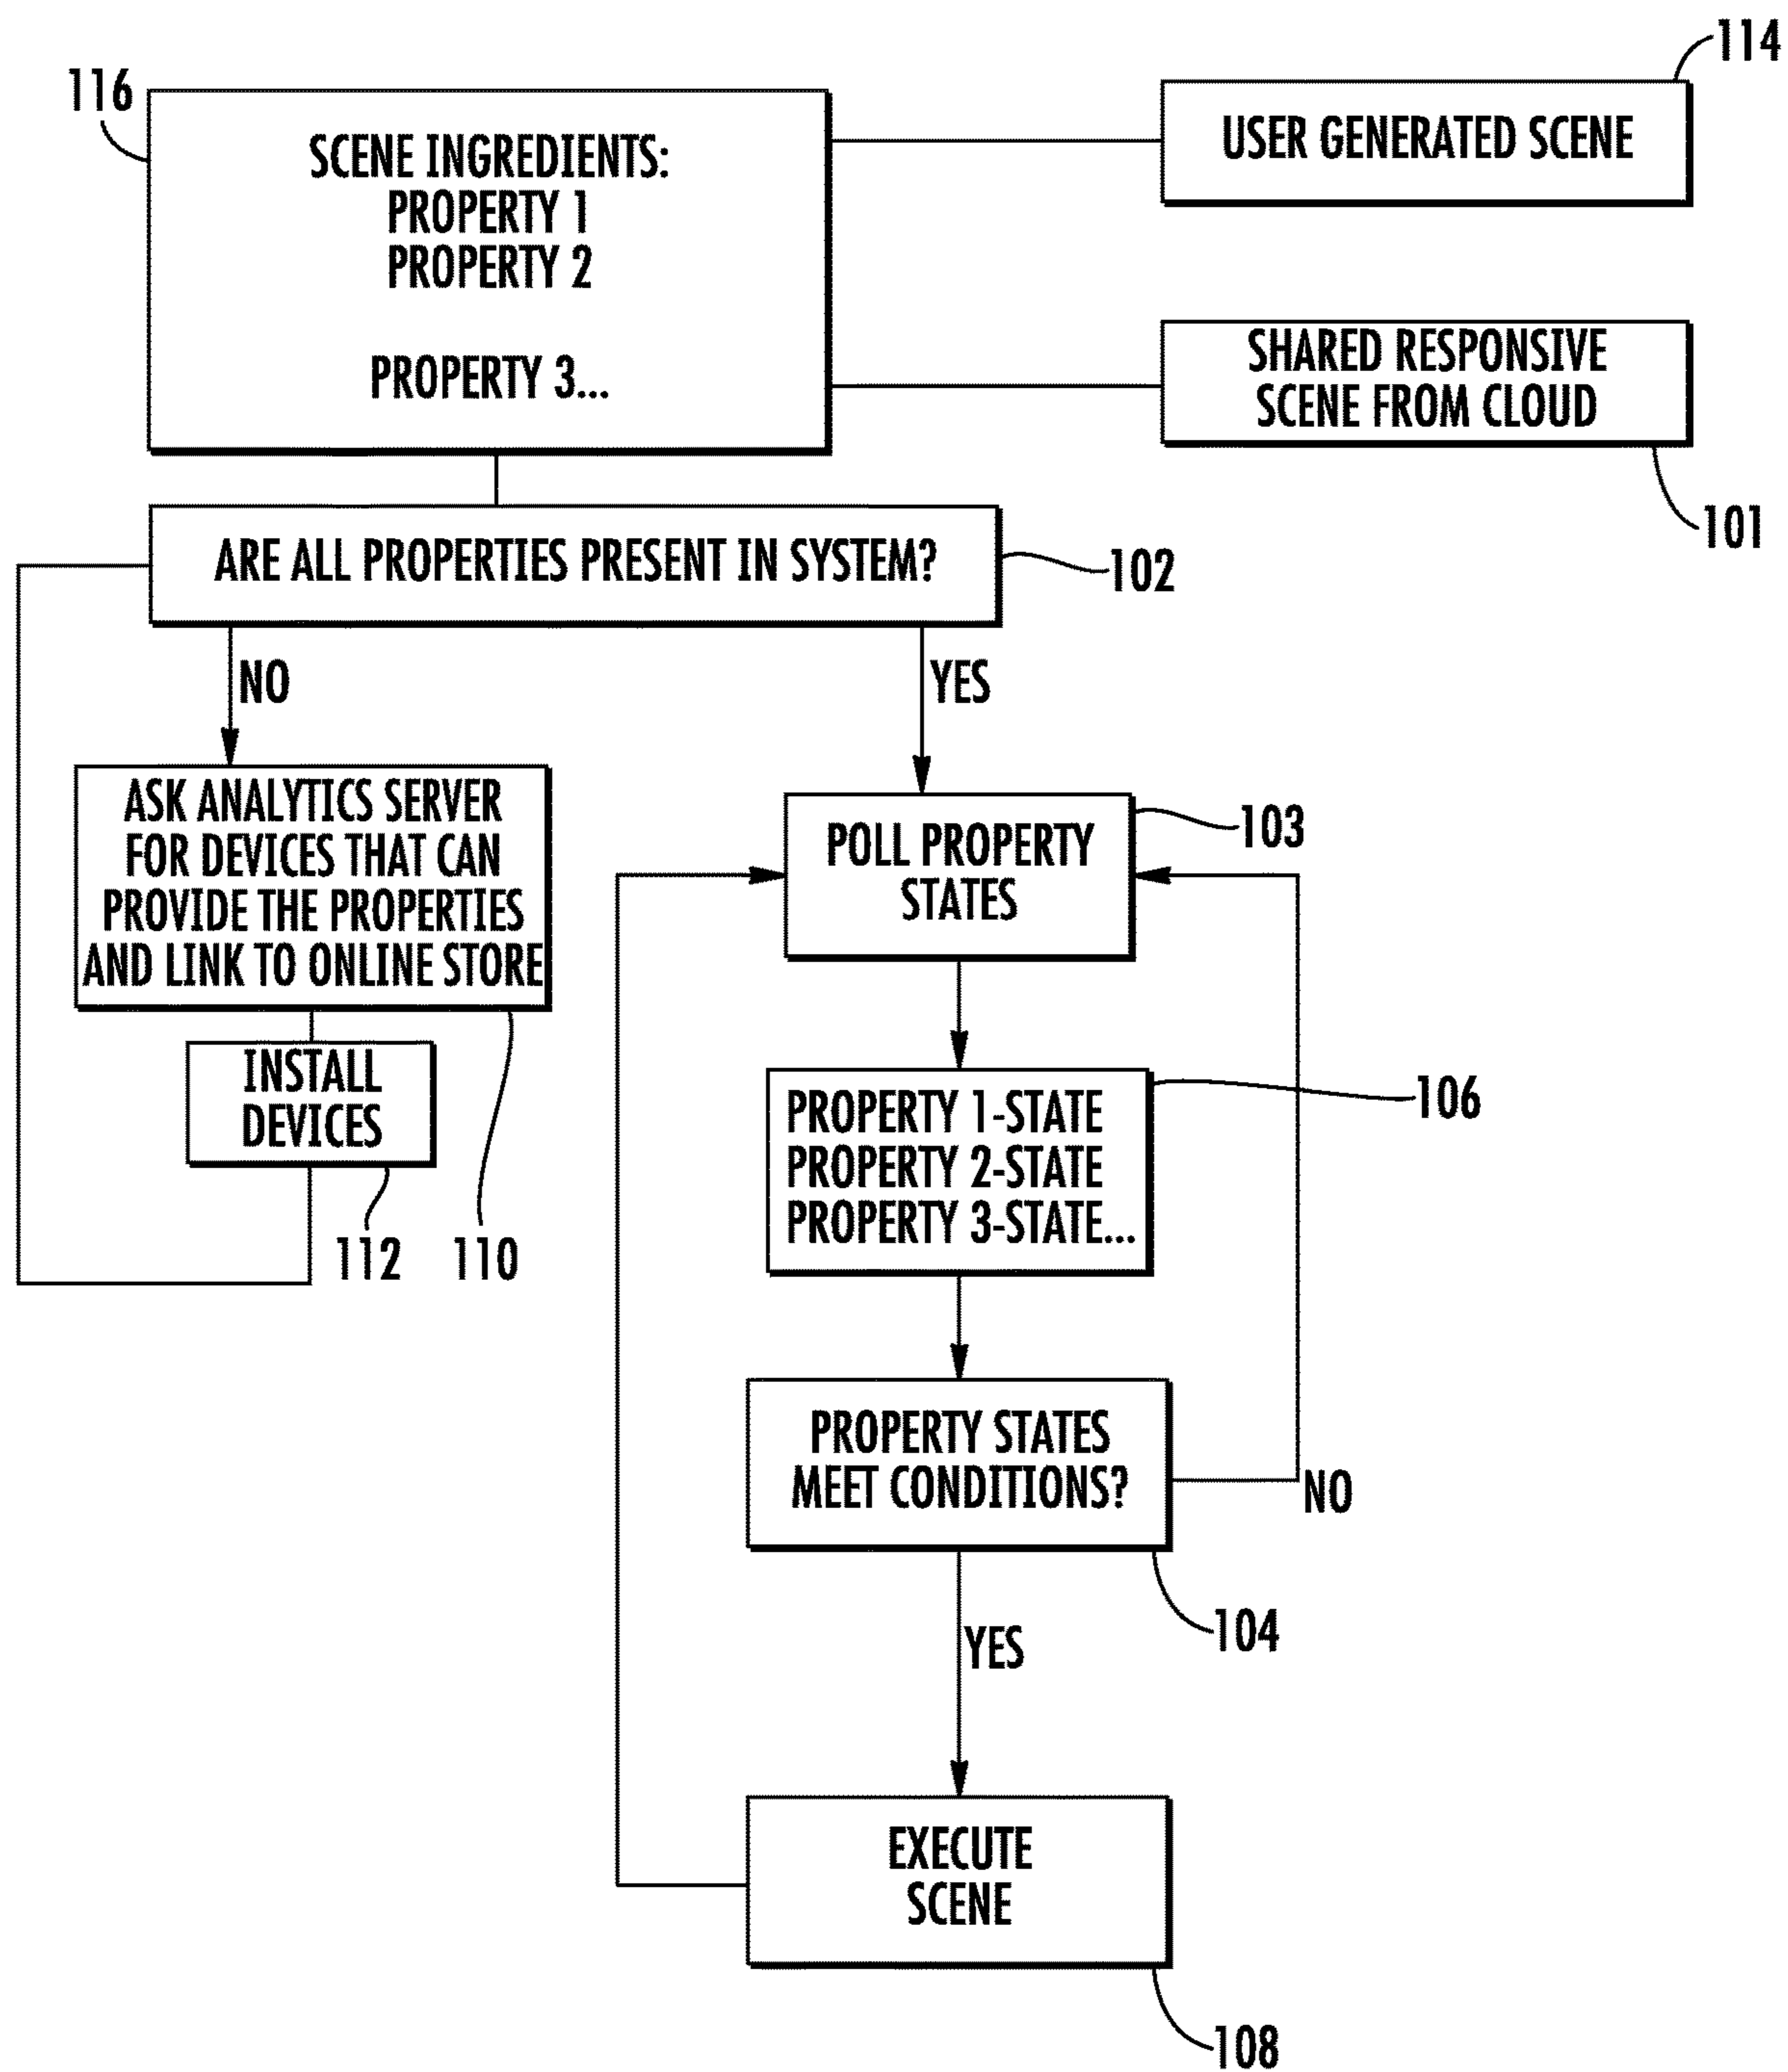 114
116
SCENE INGREDIENTS:
PROPERTY 1
PROPERTY 2
PROPERTY 3...
USER GENERATED SCENE
SHARED RESPONSIVE
SCENE FROM CLOUD
101
ARE ALL PROPERTIES PRESENT IN SYSTEM?
102
NO
YES
ASK ANALYTICS SERVER
FOR DEVICES THAT CAN
PROVIDE THE PROPERTIES
AND LINK TO ONLINE STORE
INSTALL
DEVICES
112
110
POLL PROPERTY
STATES
103
PROPERTY 1-STATE
PROPERTY 2-STATE
PROPERTY 3-STATE...
106
PROPERTY STATES
MEET CONDITIONS?
NO
104
YES
EXECUTE
SCENE
108